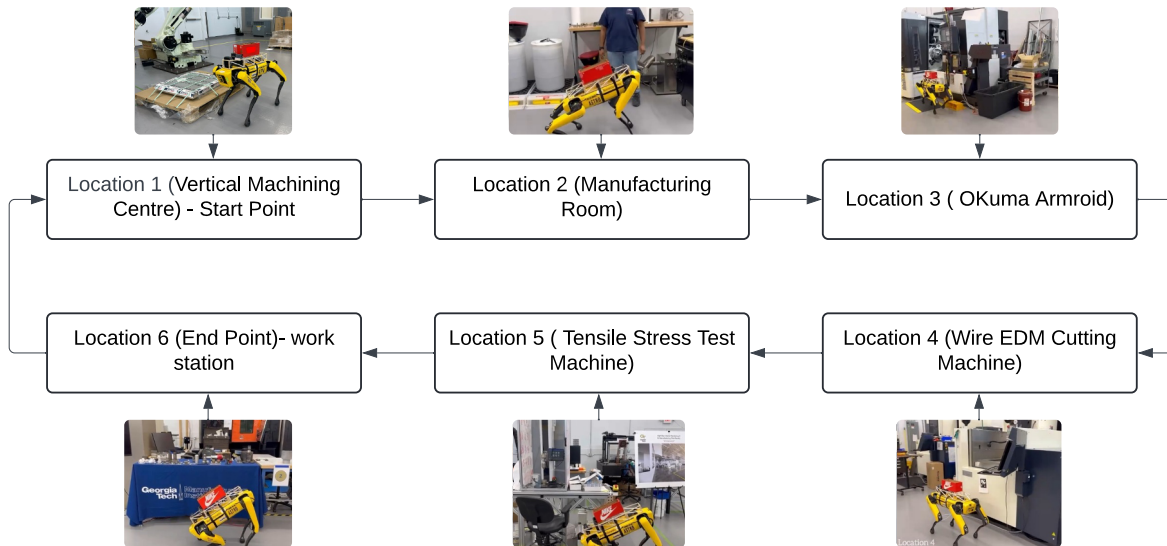 Location 1 (Vertical Machining
Centre) - Start Point
Location 2 (Manufacturing
Room)
Location 3 ( OKuma Armroid)
Location 6 (End Point)- work
station
Location 5 ( Tensile Stress Test
Machine)
Location 4 (Wire EDM Cutting
Machine)
Georgia
Tech
Location 4